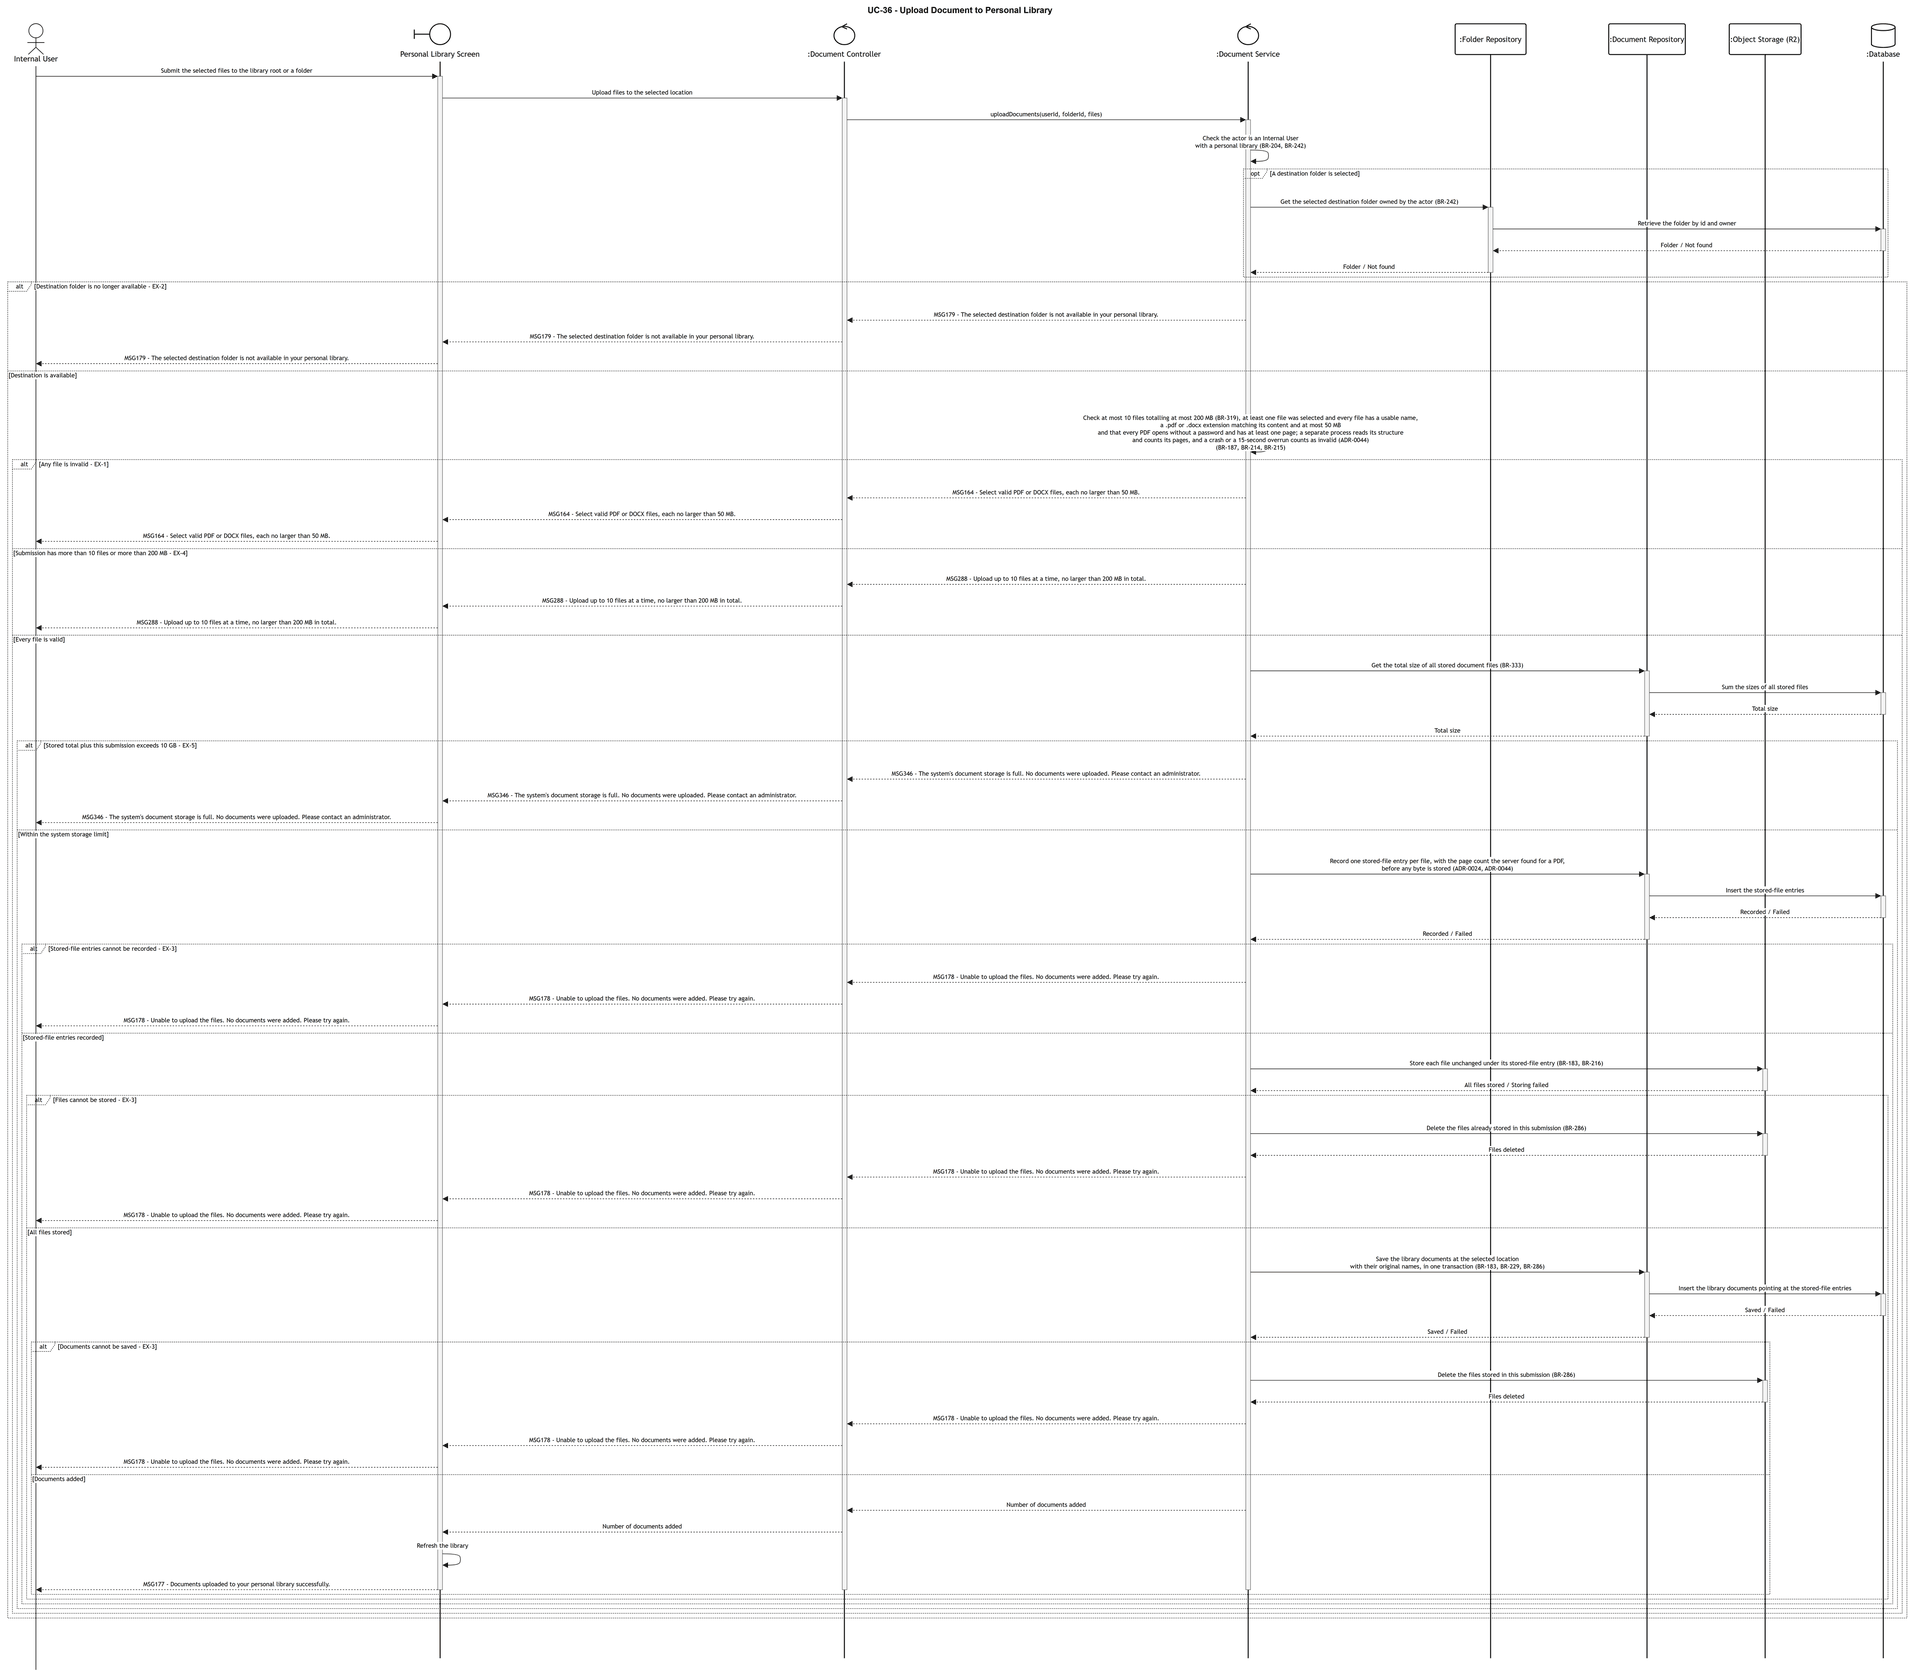 UC-36 - Upload Document to Personal Library
Internal User
Personal Library Screen
:Document Controller
:Document Service
:Folder Repository
:Document Repository
:Object Storage (R2)
:Database
Submit the selected files to the library root or a folder
Upload files to the selected location
uploadDocuments(userId, folderId, files)
Check the actor is an Internal User
with a personal library (BR-204, BR-242)
opt [A destination folder is selected]
Get the selected destination folder owned by the actor (BR-242)
Retrieve the folder by id and owner
Folder / Not found
Folder / Not found
alt [Destination folder is no longer available - EX-2]
MSG179 - The selected destination folder is not available in your personal library.
MSG179 - The selected destination folder is not available in your personal library.
MSG179 - The selected destination folder is not available in your personal library.
[Destination is available]
Check at most 10 files totalling at most 200 MB (BR-319), at least one file was selected and every file has a usable name,
a .pdf or .docx extension matching its content and at most 50 MB
and that every PDF opens without a password and has at least one page; a separate process reads its structure
and counts its pages, and a crash or a 15-second overrun counts as invalid (ADR-0044)
(BR-187, BR-214, BR-215)
alt [Any file is invalid - EX-1]
MSG164 - Select valid PDF or DOCX files, each no larger than 50 MB.
MSG164 - Select valid PDF or DOCX files, each no larger than 50 MB.
MSG164 - Select valid PDF or DOCX files, each no larger than 50 MB.
[Submission has more than 10 files or more than 200 MB - EX-4]
MSG288 - Upload up to 10 files at a time, no larger than 200 MB in total.
MSG288 - Upload up to 10 files at a time, no larger than 200 MB in total.
MSG288 - Upload up to 10 files at a time, no larger than 200 MB in total.
[Every file is valid]
Get the total size of all stored document files (BR-333)
Sum the sizes of all stored files
Total size
Total size
alt [Stored total plus this submission exceeds 10 GB - EX-5]
MSG346 - The system's document storage is full. No documents were uploaded. Please contact an administrator.
MSG346 - The system's document storage is full. No documents were uploaded. Please contact an administrator.
MSG346 - The system's document storage is full. No documents were uploaded. Please contact an administrator.
[Within the system storage limit]
Record one stored-file entry per file, with the page count the server found for a PDF,
before any byte is stored (ADR-0024, ADR-0044)
Insert the stored-file entries
Recorded / Failed
Recorded / Failed
alt [Stored-file entries cannot be recorded - EX-3]
MSG178 - Unable to upload the files. No documents were added. Please try again.
MSG178 - Unable to upload the files. No documents were added. Please try again.
MSG178 - Unable to upload the files. No documents were added. Please try again.
[Stored-file entries recorded]
Store each file unchanged under its stored-file entry (BR-183, BR-216)
All files stored / Storing failed
alt [Files cannot be stored - EX-3]
Delete the files already stored in this submission (BR-286)
Files deleted
MSG178 - Unable to upload the files. No documents were added. Please try again.
MSG178 - Unable to upload the files. No documents were added. Please try again.
MSG178 - Unable to upload the files. No documents were added. Please try again.
[All files stored]
Save the library documents at the selected location
with their original names, in one transaction (BR-183, BR-229, BR-286)
Insert the library documents pointing at the stored-file entries
Saved / Failed
Saved / Failed
alt [Documents cannot be saved - EX-3]
Delete the files stored in this submission (BR-286)
Files deleted
MSG178 - Unable to upload the files. No documents were added. Please try again.
MSG178 - Unable to upload the files. No documents were added. Please try again.
MSG178 - Unable to upload the files. No documents were added. Please try again.
[Documents added]
Number of documents added
Number of documents added
Refresh the library
MSG177 - Documents uploaded to your personal library successfully.